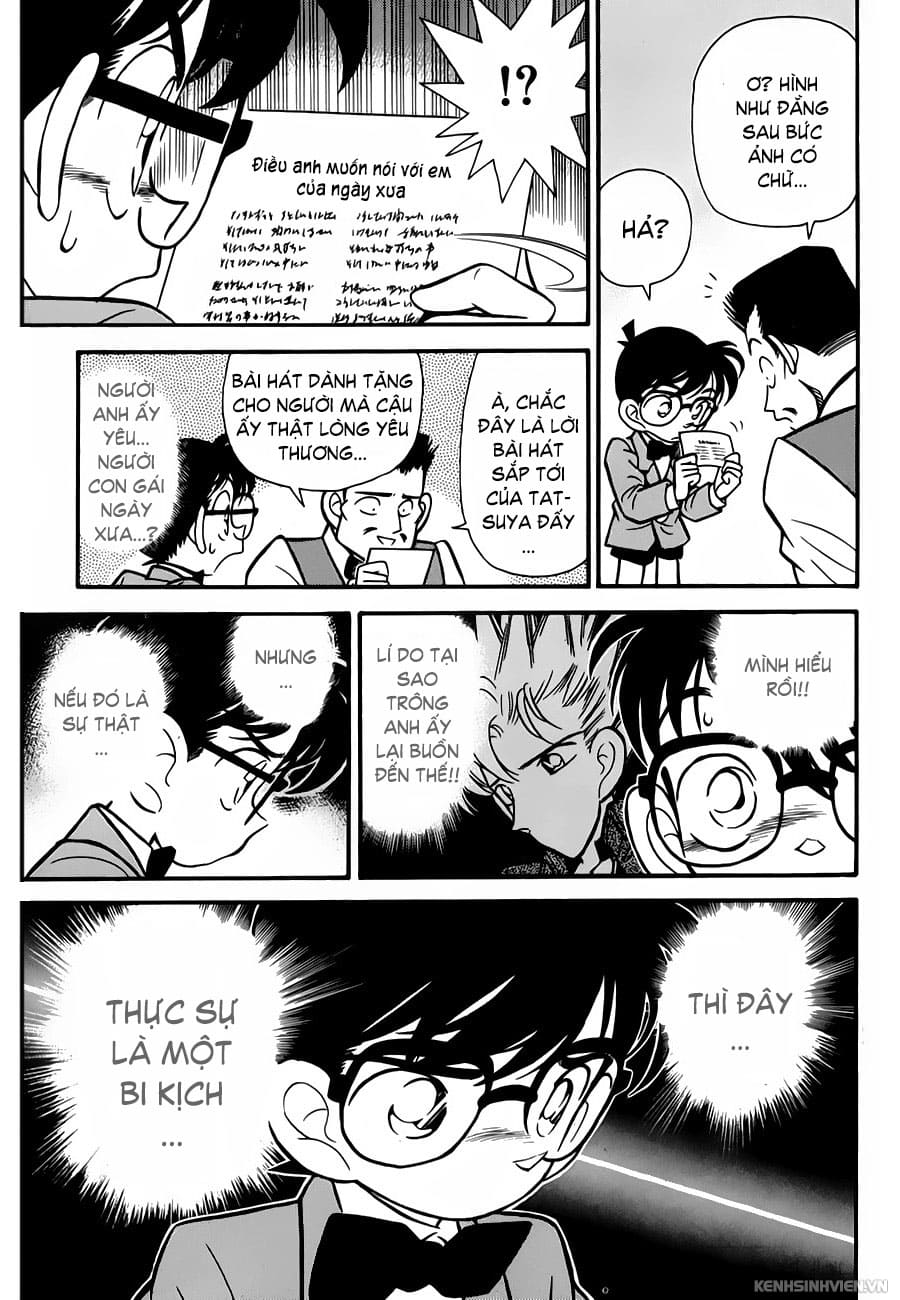 Ơ? HÌNH
NHƯ ĐẰNG
SAU BỨC
ẢNH CÓ
CHỮ...
HẢ?
!?
Điều anh muốn nói với em
của ngày xưa
À, CHẮC
ĐÂY LÀ LỜI
BÀI HÁT
SẮP TỚI
CỦA TAT-
SUYA ĐẤY
...
BÀI HÁT DÀNH TẶNG
CHO NGƯỜI MÀ CẬU
ẤY THẬT LÒNG YÊU
THƯƠNG...
NGƯỜI
ANH ẤY
YÊU...
NGƯỜI
CON GÁI
NGÀY
XƯA...?
MÌNH HIỂU
RỒI!!
LÍ DO TẠI
SAO
TRÔNG
ANH ẤY
LẠI BUỒN
ĐẾN THẾ!!
NHƯNG
...
NẾU ĐÓ LÀ
SỰ THẬT
...
THÌ ĐÂY
...
THỰC SỰ
LÀ MỘT
BI KỊCH
...
KENHSINHVIEN.VN